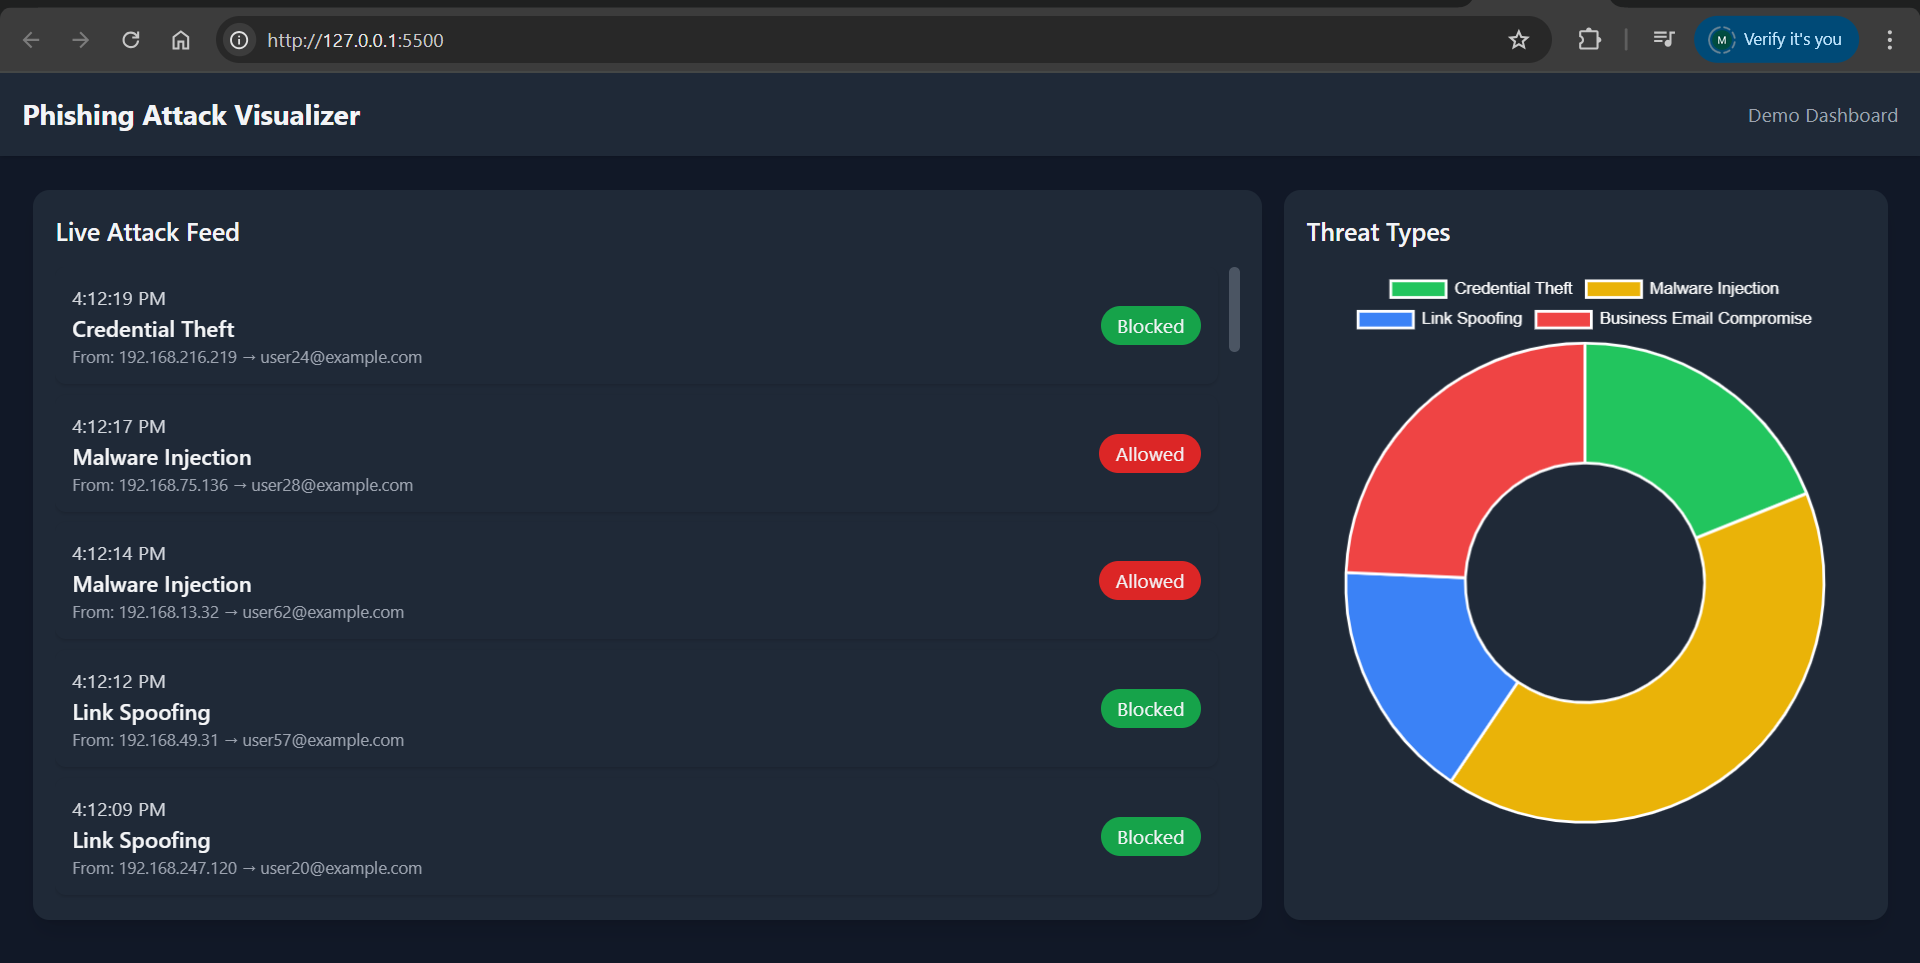 http://127.0.0.1:5500
M Verify it's you
Phishing Attack Visualizer
Demo Dashboard
Live Attack Feed
4:12:19 PM
Credential Theft
From: 192.168.216.219 → user24@example.com
Blocked
4:12:17 PM
Malware Injection
From: 192.168.75.136 → user28@example.com
Allowed
4:12:14 PM
Malware Injection
From: 192.168.13.32 → user62@example.com
Allowed
4:12:12 PM
Link Spoofing
From: 192.168.49.31 → user57@example.com
Blocked
4:12:09 PM
Link Spoofing
From: 192.168.247.120 → user20@example.com
Blocked
Threat Types
Credential Theft Malware Injection
Link Spoofing Business Email Compromise